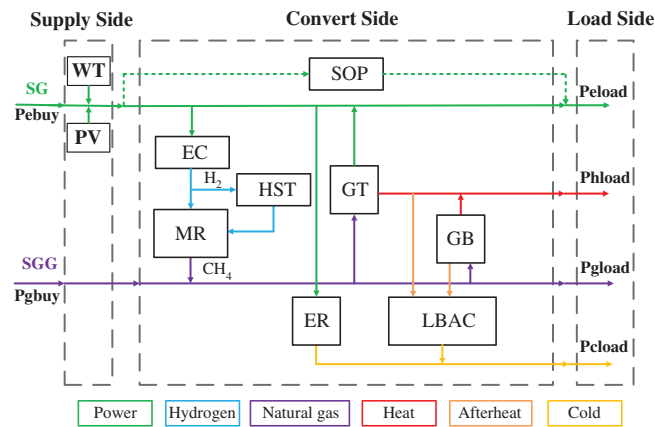 Supply Side
Convert Side
Load Side
WT
SOP
SG
Pebuy
Peload
PV
EC
H2
HST
GT
Phload
MR
GB
SGG
CH4
Pgbuy
Pgload
ER
LBAC
Pcload
Power
Hydrogen
Natural gas
Heat
Afterheat
Cold